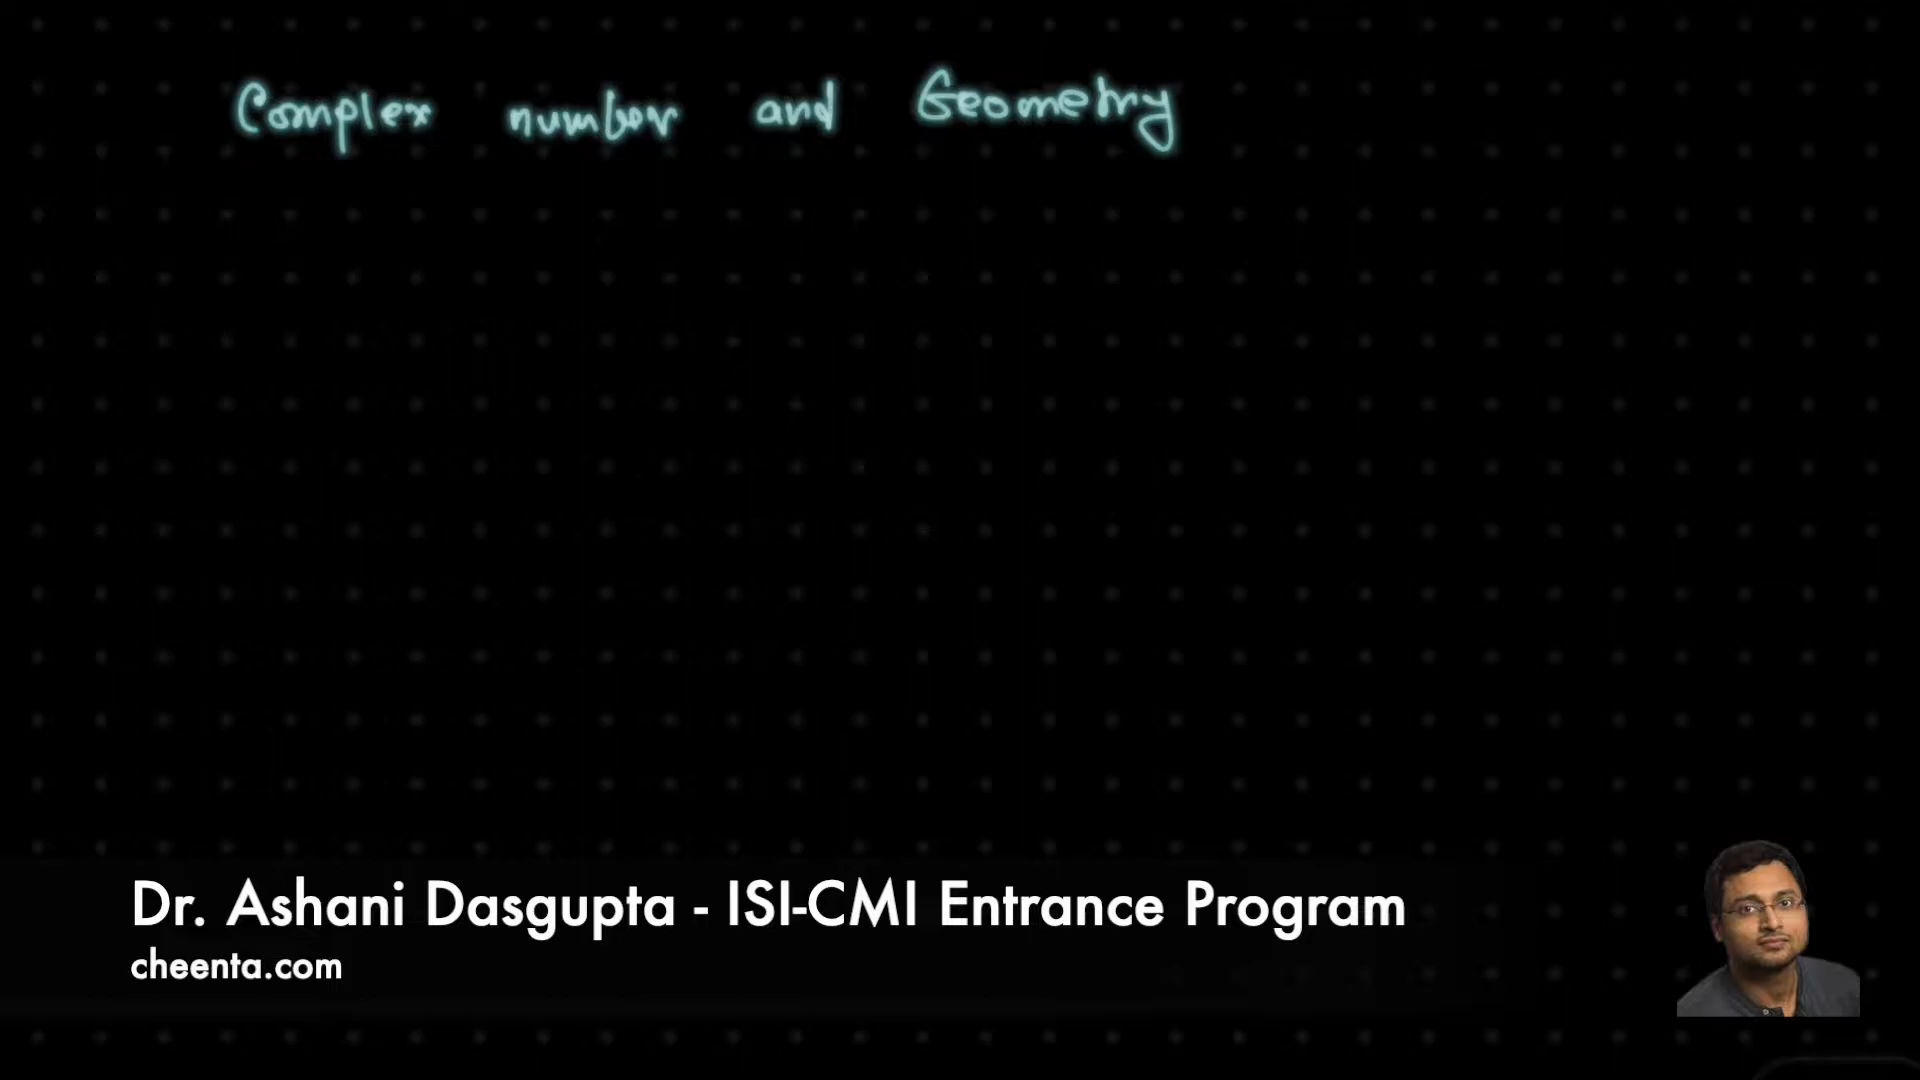 Complex number and Geometry
Dr. Ashani Dasgupta - ISI-CMI Entrance Program
cheenta.com